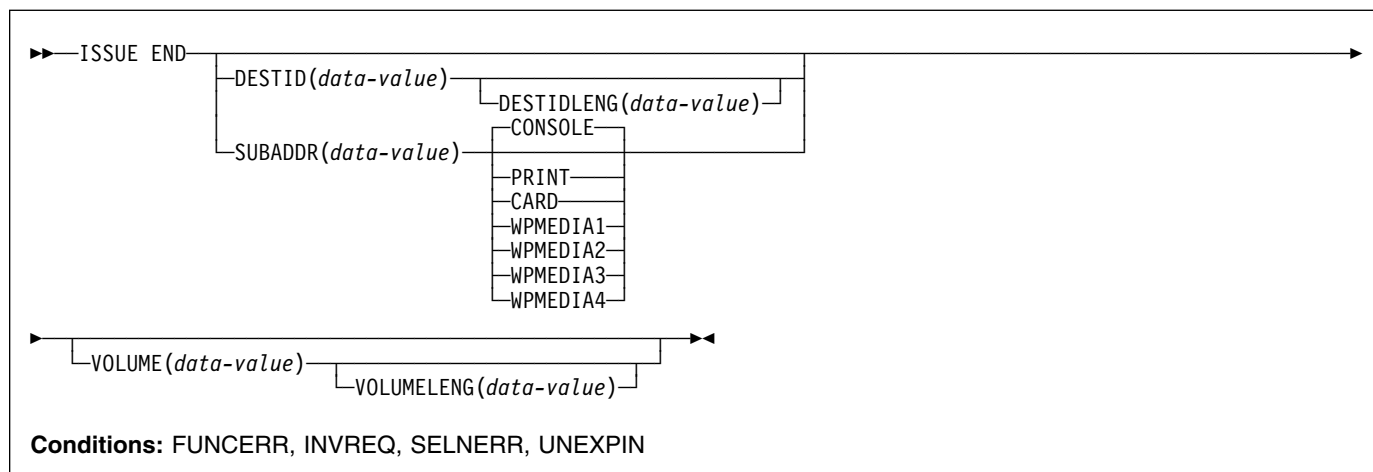 ISSUE END
DESTID(data-value)
DESTIDLENG(data-value)
CONSOLE
SUBADDR(data-value)
PRINT
CARD
WPMEDIA1
WPMEDIA2
WPMEDIA3
WPMEDIA4
VOLUME(data-value)
VOLUMELENG(data-value)
Conditions: FUNCERR, INVREQ, SELNERR, UNEXPIN